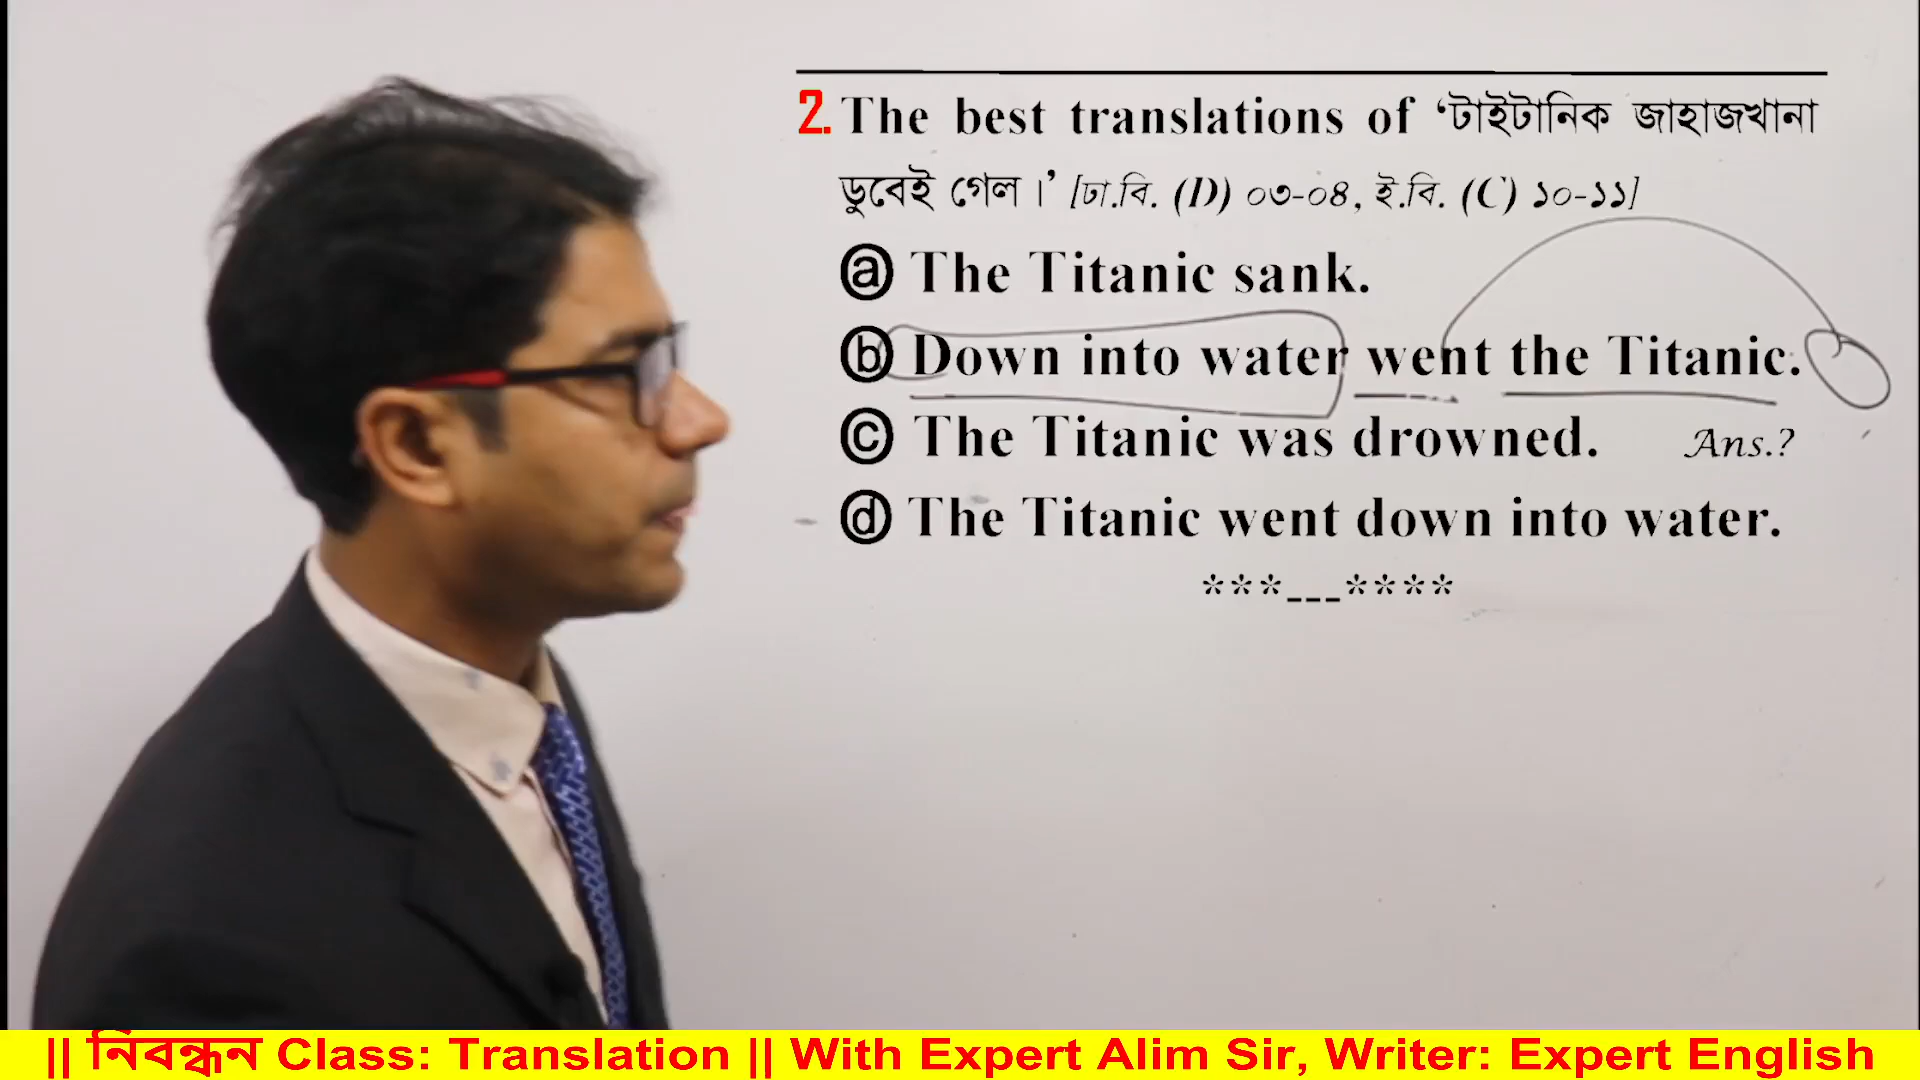 2. The best translations of ‘টাইটানিক জাহাজখানা
ডুবেই গেল।’ [ঢা.বি. (D) ০৩-০৪, ই.বি. (C) ১০-১১]
ⓐ The Titanic sank.
ⓑ Down into water went the Titanic.
ⓒ The Titanic was drowned. Ans.?
ⓓ The Titanic went down into water.
***---****
|| নিবন্ধন Class: Translation || With Expert Alim Sir, Writer: Expert English